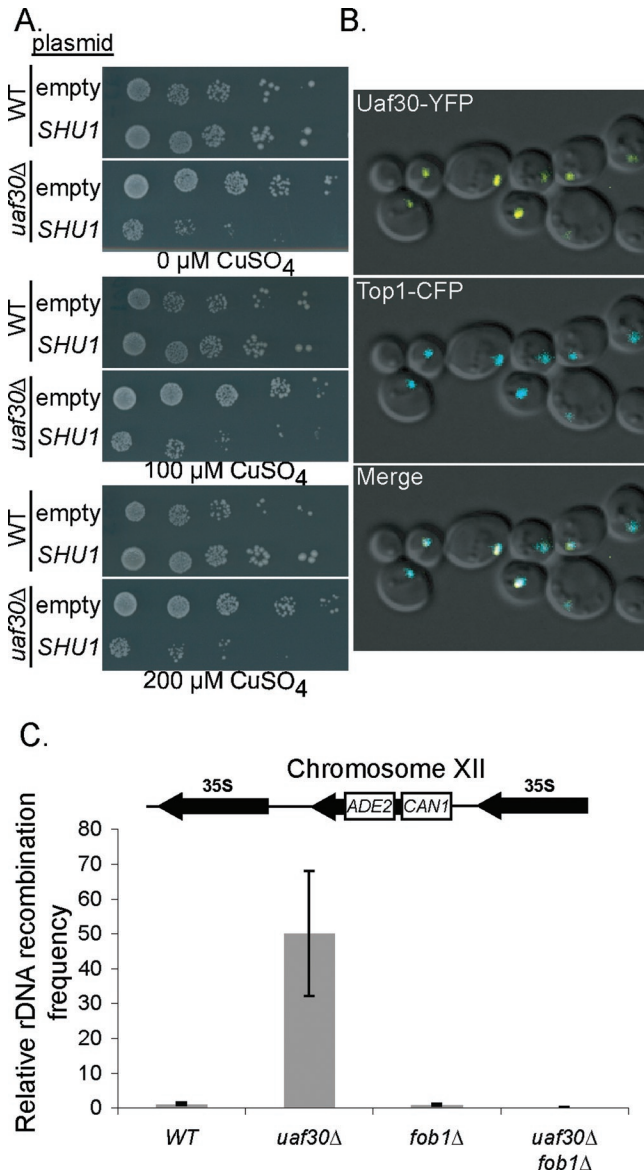 A.
plasmid
WT
empty
SHU1
uaf30Δ
empty
SHU1
0 μM CuSO4
WT
empty
SHU1
uaf30Δ
empty
SHU1
100 μM CuSO4
WT
empty
SHU1
uaf30Δ
empty
SHU1
200 μM CuSO4
B.
Uaf30-YFP
Top1-CFP
Merge
C.
Chromosome XII
35S
ADE2
CAN1
35S
Relative rDNA recombination
frequency
80
70
60
50
40
30
20
10
0
WT
uaf30Δ
fob1Δ
uaf30Δ
fob1Δ